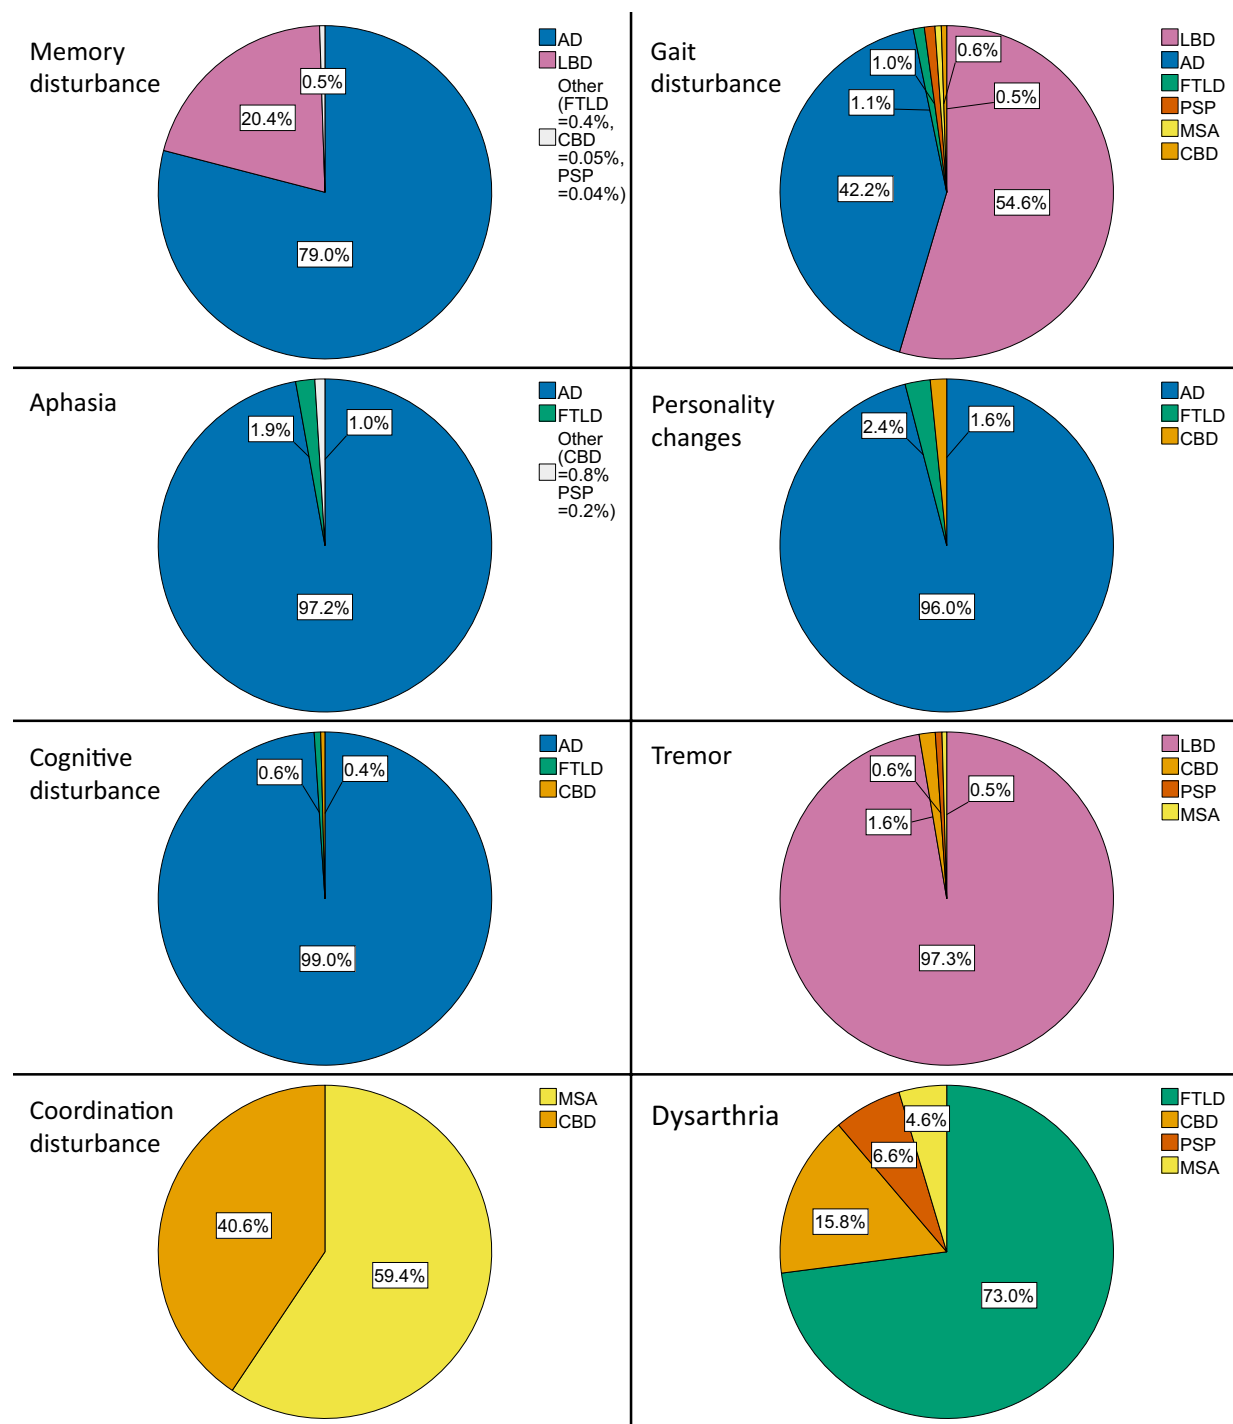 Memory
disturbance
AD
LBD
Other
(FTLD
=0.4%,
CBD
=0.05%,
PSP
=0.04%)
0.5%
20.4%
79.0%
Gait
disturbance
LBD
AD
FTLD
PSP
MSA
CBD
0.6%
1.0%
0.5%
1.1%
42.2%
54.6%
Aphasia
AD
FTLD
Other
(CBD
=0.8%
PSP
=0.2%)
1.9%
1.0%
97.2%
Personality
changes
AD
FTLD
CBD
2.4%
1.6%
96.0%
Cognitive
disturbance
AD
FTLD
CBD
0.6%
0.4%
99.0%
Tremor
LBD
CBD
PSP
MSA
0.6%
0.5%
1.6%
97.3%
Coordination
disturbance
MSA
CBD
40.6%
59.4%
Dysarthria
FTLD
CBD
PSP
MSA
4.6%
6.6%
15.8%
73.0%